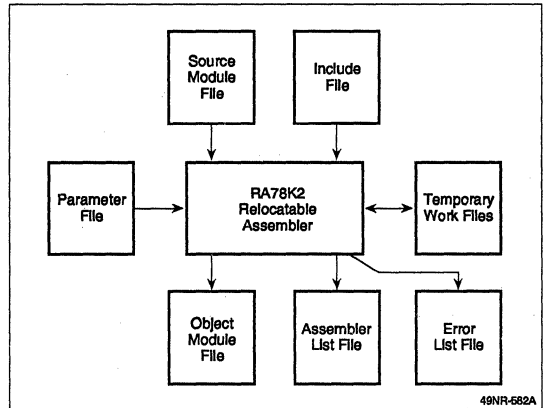 Source
Module
File
Include
File
Parameter
File
RA78K2
Relocatable
Assembler
Temporary
Work Files
Object
Module
File
Assembler
List File
Error
List File
49NR-582A